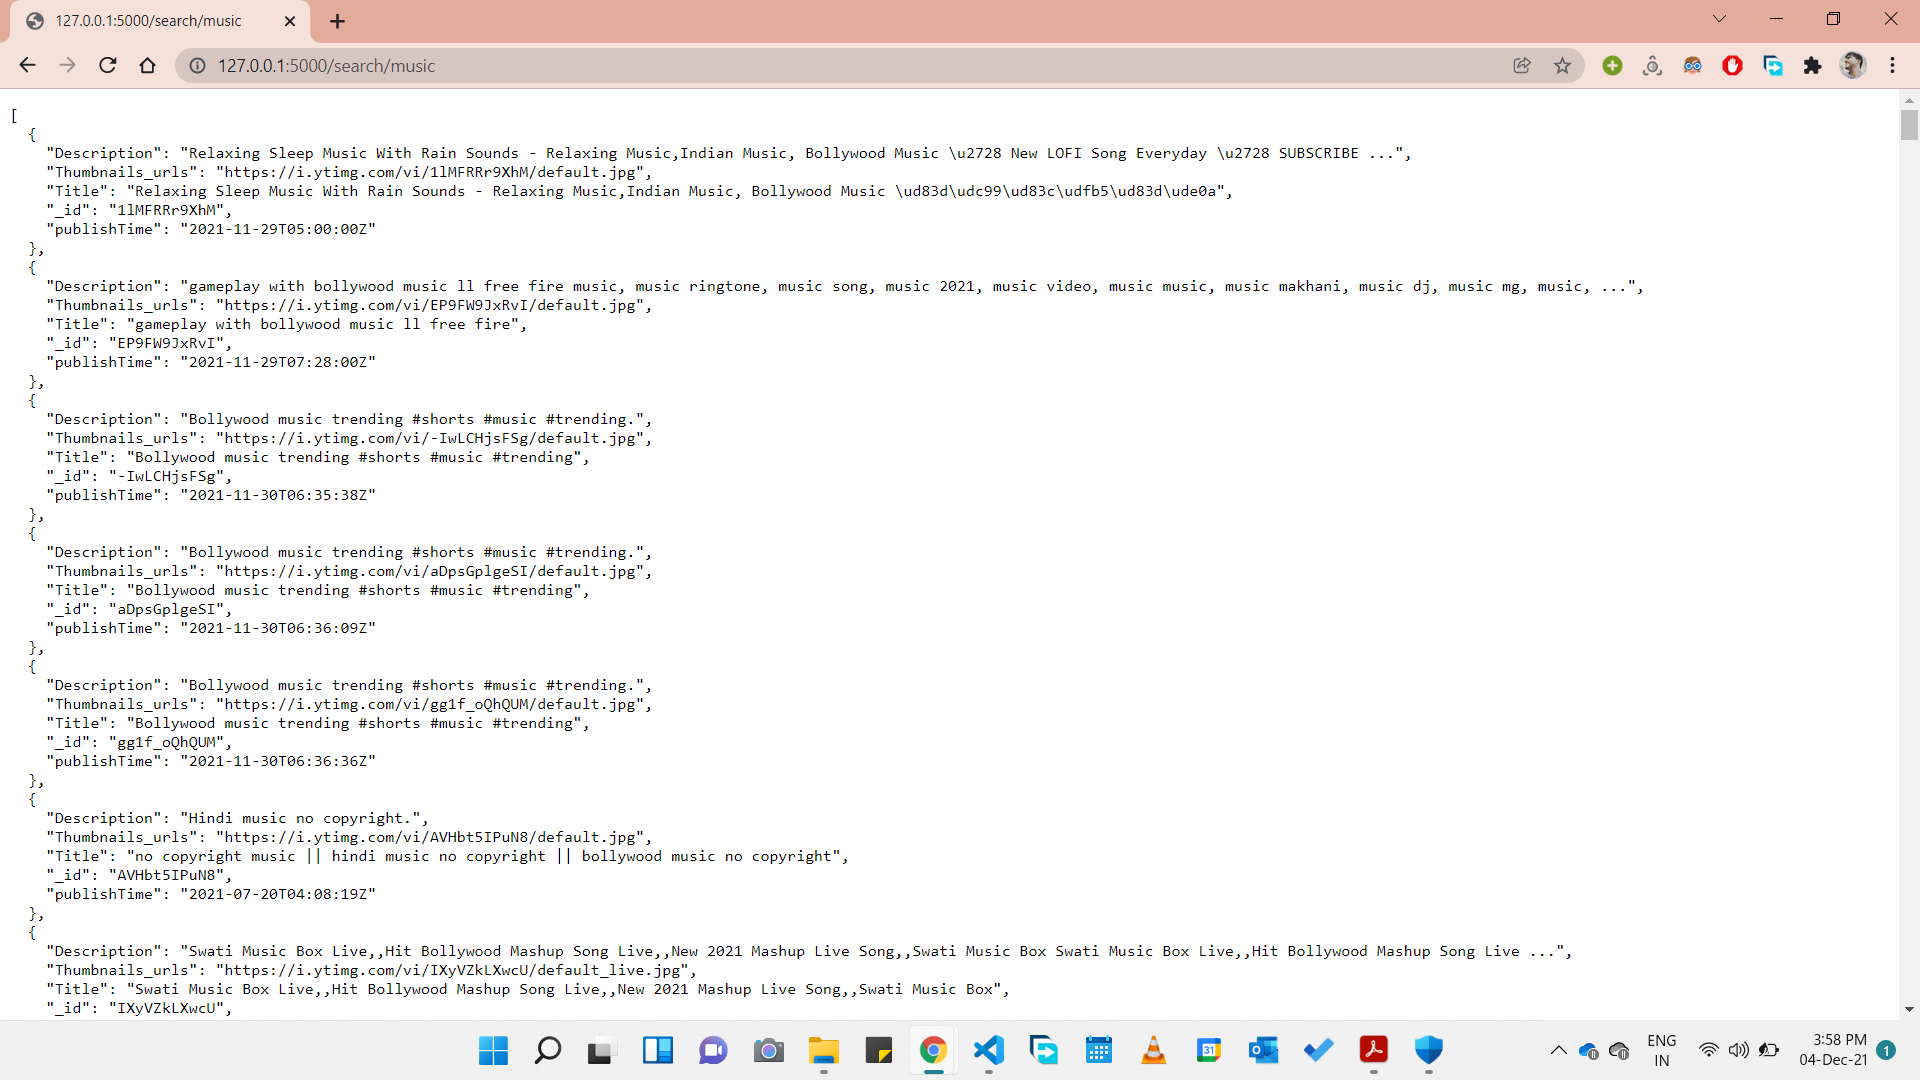 127.0.0.1:5000/search/music
127.0.0.1:5000/search/music
[
  {
    "Description": "Relaxing Sleep Music With Rain Sounds - Relaxing Music,Indian Music, Bollywood Music \u2728 New LOFI Song Everyday \u2728 SUBSCRIBE ...",
    "Thumbnails_urls": "https://i.ytimg.com/vi/1lMFRRr9XhM/default.jpg",
    "Title": "Relaxing Sleep Music With Rain Sounds - Relaxing Music,Indian Music, Bollywood Music \ud83d\udc99\ud83c\udfb5\ud83d\ude0a",
    "_id": "1lMFRRr9XhM",
    "publishTime": "2021-11-29T05:00:00Z"
  },
  {
    "Description": "gameplay with bollywood music ll free fire music, music ringtone, music song, music 2021, music video, music music, music makhani, music dj, music mg, music, ...",
    "Thumbnails_urls": "https://i.ytimg.com/vi/EP9FW9JxRvI/default.jpg",
    "Title": "gameplay with bollywood music ll free fire",
    "_id": "EP9FW9JxRvI",
    "publishTime": "2021-11-29T07:28:00Z"
  },
  {
    "Description": "Bollywood music trending #shorts #music #trending.",
    "Thumbnails_urls": "https://i.ytimg.com/vi/-IwLCHjsFSg/default.jpg",
    "Title": "Bollywood music trending #shorts #music #trending",
    "_id": "-IwLCHjsFSg",
    "publishTime": "2021-11-30T06:35:38Z"
  },
  {
    "Description": "Bollywood music trending #shorts #music #trending.",
    "Thumbnails_urls": "https://i.ytimg.com/vi/aDpsGplgeSI/default.jpg",
    "Title": "Bollywood music trending #shorts #music #trending",
    "_id": "aDpsGplgeSI",
    "publishTime": "2021-11-30T06:36:09Z"
  },
  {
    "Description": "Bollywood music trending #shorts #music #trending.",
    "Thumbnails_urls": "https://i.ytimg.com/vi/gg1f_oQhQUM/default.jpg",
    "Title": "Bollywood music trending #shorts #music #trending",
    "_id": "gg1f_oQhQUM",
    "publishTime": "2021-11-30T06:36:36Z"
  },
  {
    "Description": "Hindi music no copyright.",
    "Thumbnails_urls": "https://i.ytimg.com/vi/AVHbt5IPuN8/default.jpg",
    "Title": "no copyright music || hindi music no copyright || bollywood music no copyright",
    "_id": "AVHbt5IPuN8",
    "publishTime": "2021-07-20T04:08:19Z"
  },
  {
    "Description": "Swati Music Box Live,,Hit Bollywood Mashup Song Live,,New 2021 Mashup Live Song,,Swati Music Box Swati Music Box Live,,Hit Bollywood Mashup Song Live ...",
    "Thumbnails_urls": "https://i.ytimg.com/vi/IXyVZkLXwcU/default_live.jpg",
    "Title": "Swati Music Box Live,,Hit Bollywood Mashup Song Live,,New 2021 Mashup Live Song,,Swati Music Box",
    "_id": "IXyVZkLXwcU",
31
ENG
IN
3:58 PM
04-Dec-21
1